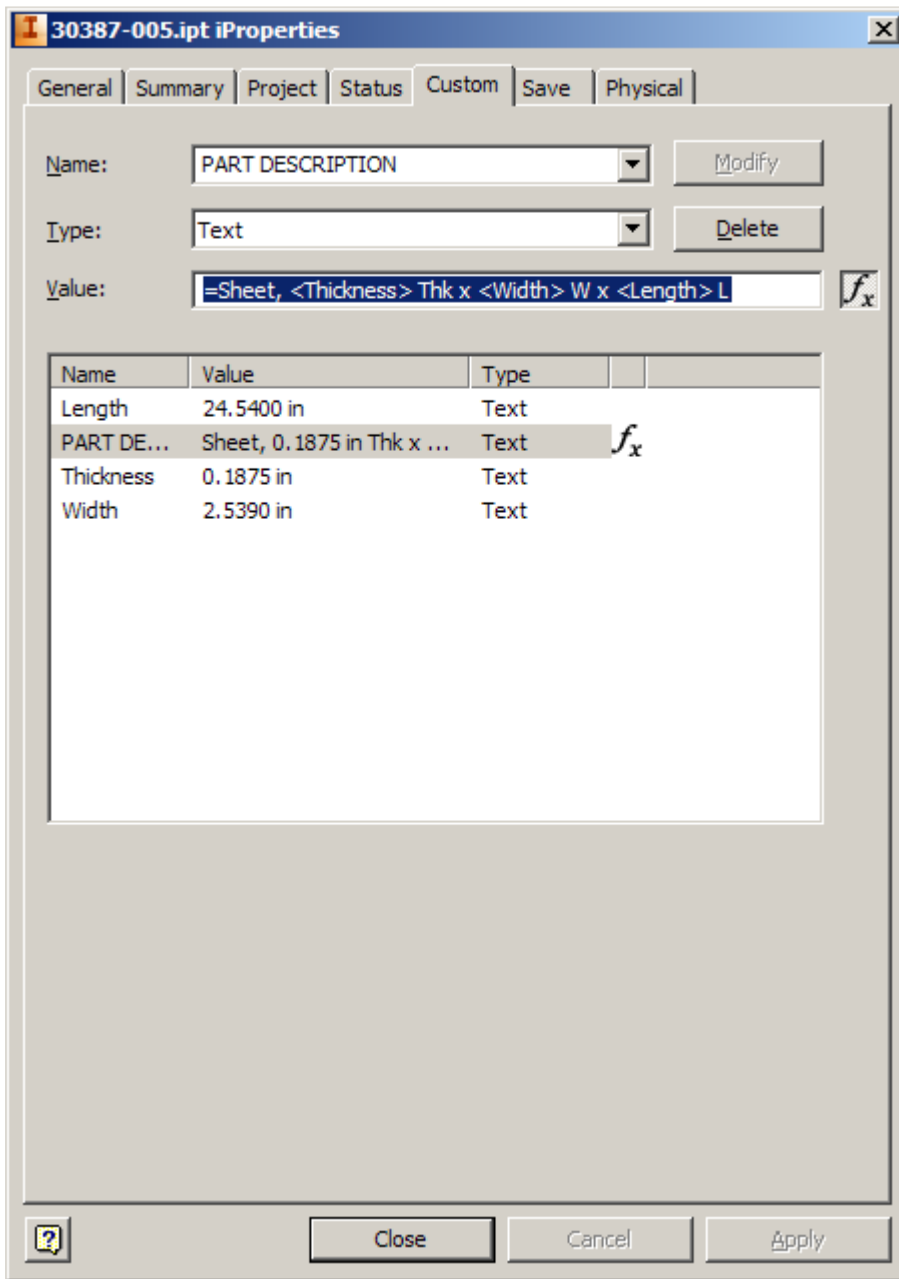 30387-005.ipt iProperties
General Summary Project Status Custom Save Physical
Name: PART DESCRIPTION Modify
Type: Text Delete
Value: =Sheet, <Thickness> Thk x <Width> W x <Length> L fx
Name Value Type
Length 24.5400 in Text
PART DE... Sheet, 0.1875 in Thk x ... Text fx
Thickness 0.1875 in Text
Width 2.5390 in Text
? Close Cancel Apply